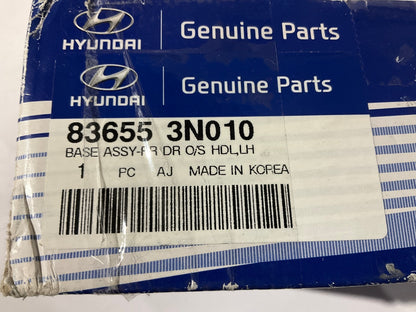 HYUNDAI Genuine Parts
HYUNDAI Genuine Parts
83655 3N010
BASE ASSY-RR DR O/S HDL,LH
1 PC AJ MADE IN KOREA